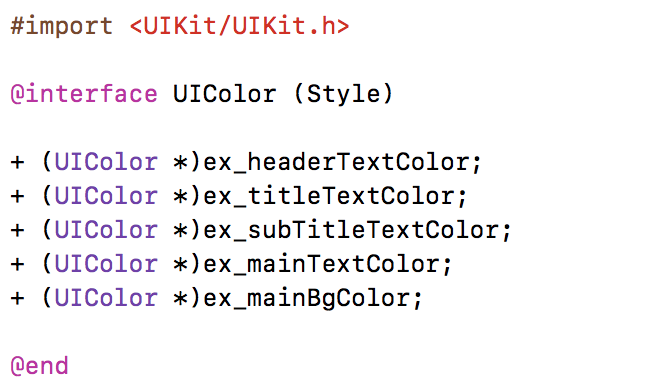 #import <UIKit/UIKit.h>
@interface UIColor (Style)
+ (UIColor *)ex_headerTextColor;
+ (UIColor *)ex_titleTextColor;
+ (UIColor *)ex_subTitleTextColor;
+ (UIColor *)ex_mainTextColor;
+ (UIColor *)ex_mainBgColor;
@end